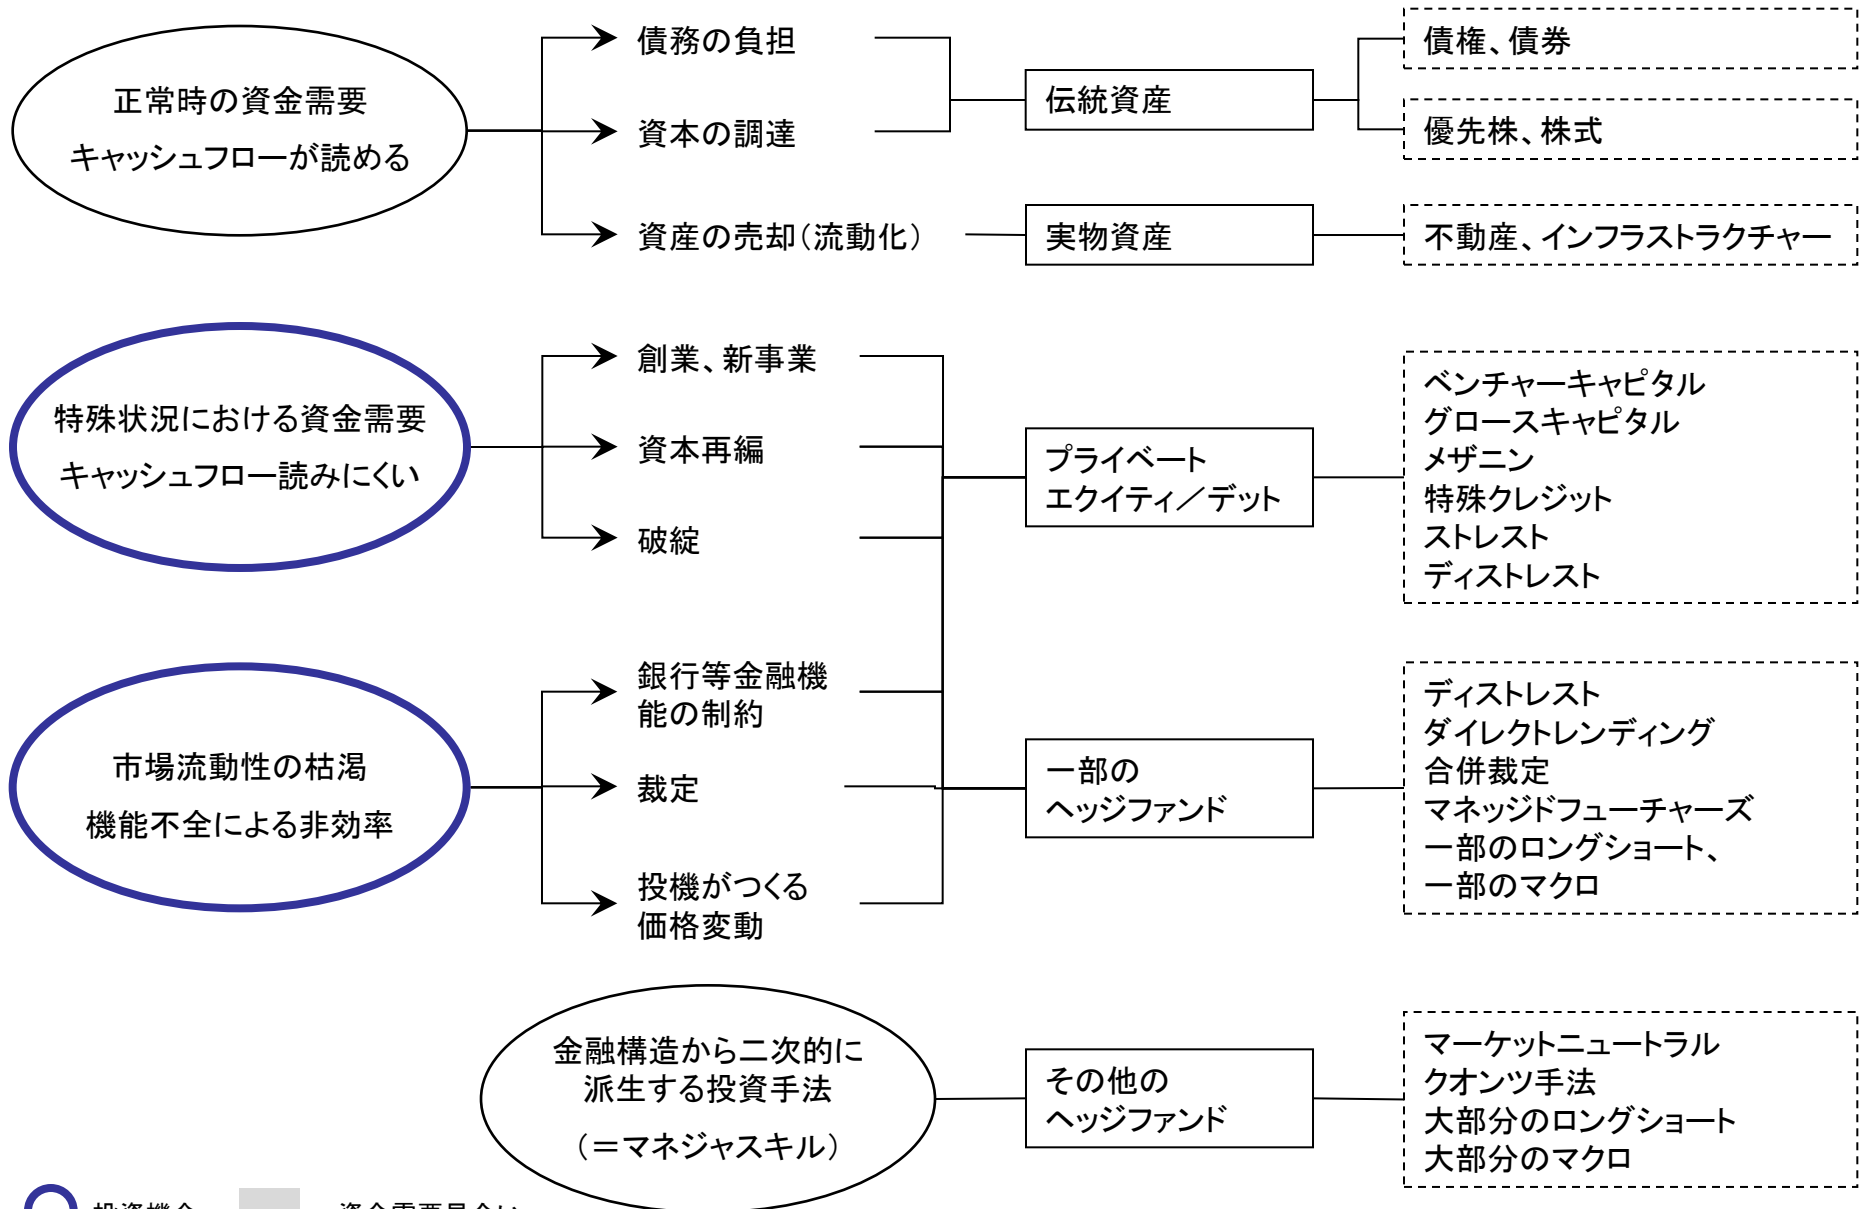 正常時の資金需要
キャッシュフローが読める
債務の負担
資本の調達
資産の売却（流動化）
伝統資産
実物資産
債権、債券
優先株、株式
不動産、インフラストラクチャー
特殊状況における資金需要
キャッシュフロー読みにくい
創業、新事業
資本再編
破綻
プライベート
エクイティ／デット
ベンチャーキャピタル
グロースキャピタル
メザニン
特殊クレジット
ストレスト
ディストレスト
市場流動性の枯渇
機能不全による非効率
銀行等金融機
能の制約
裁定
投機がつくる
価格変動
一部の
ヘッジファンド
ディストレスト
ダイレクトレンディング
合併裁定
マネッジドフューチャーズ
一部のロングショート、
一部のマクロ
金融構造から二次的に
派生する投資手法
（＝マネジャスキル）
その他の
ヘッジファンド
マーケットニュートラル
クオンツ手法
大部分のロングショート
大部分のマクロ